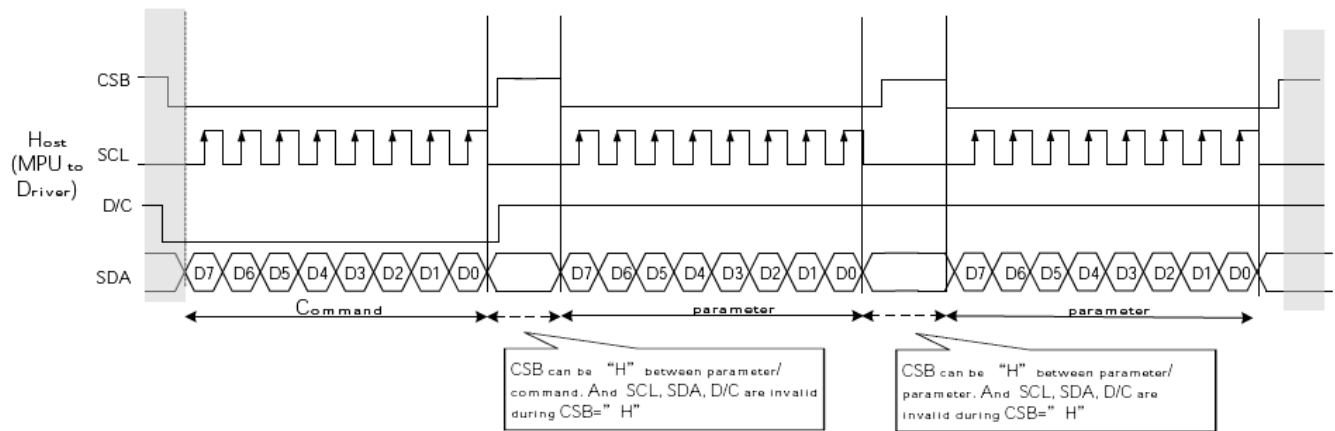 CSB
Host
(MPU to
Driver)
SCL
D/C
SDA
D7 D6 D5 D4 D3 D2 D1 D0
D7 D6 D5 D4 D3 D2 D1 D0
D7 D6 D5 D4 D3 D2 D1 D0
Command
parameter
parameter
CSB can be “H” between parameter/
command. And SCL, SDA, D/C are invalid
during CSB=”H”
CSB can be “H” between parameter/
parameter. And SCL, SDA, D/C are
invalid during CSB=”H”